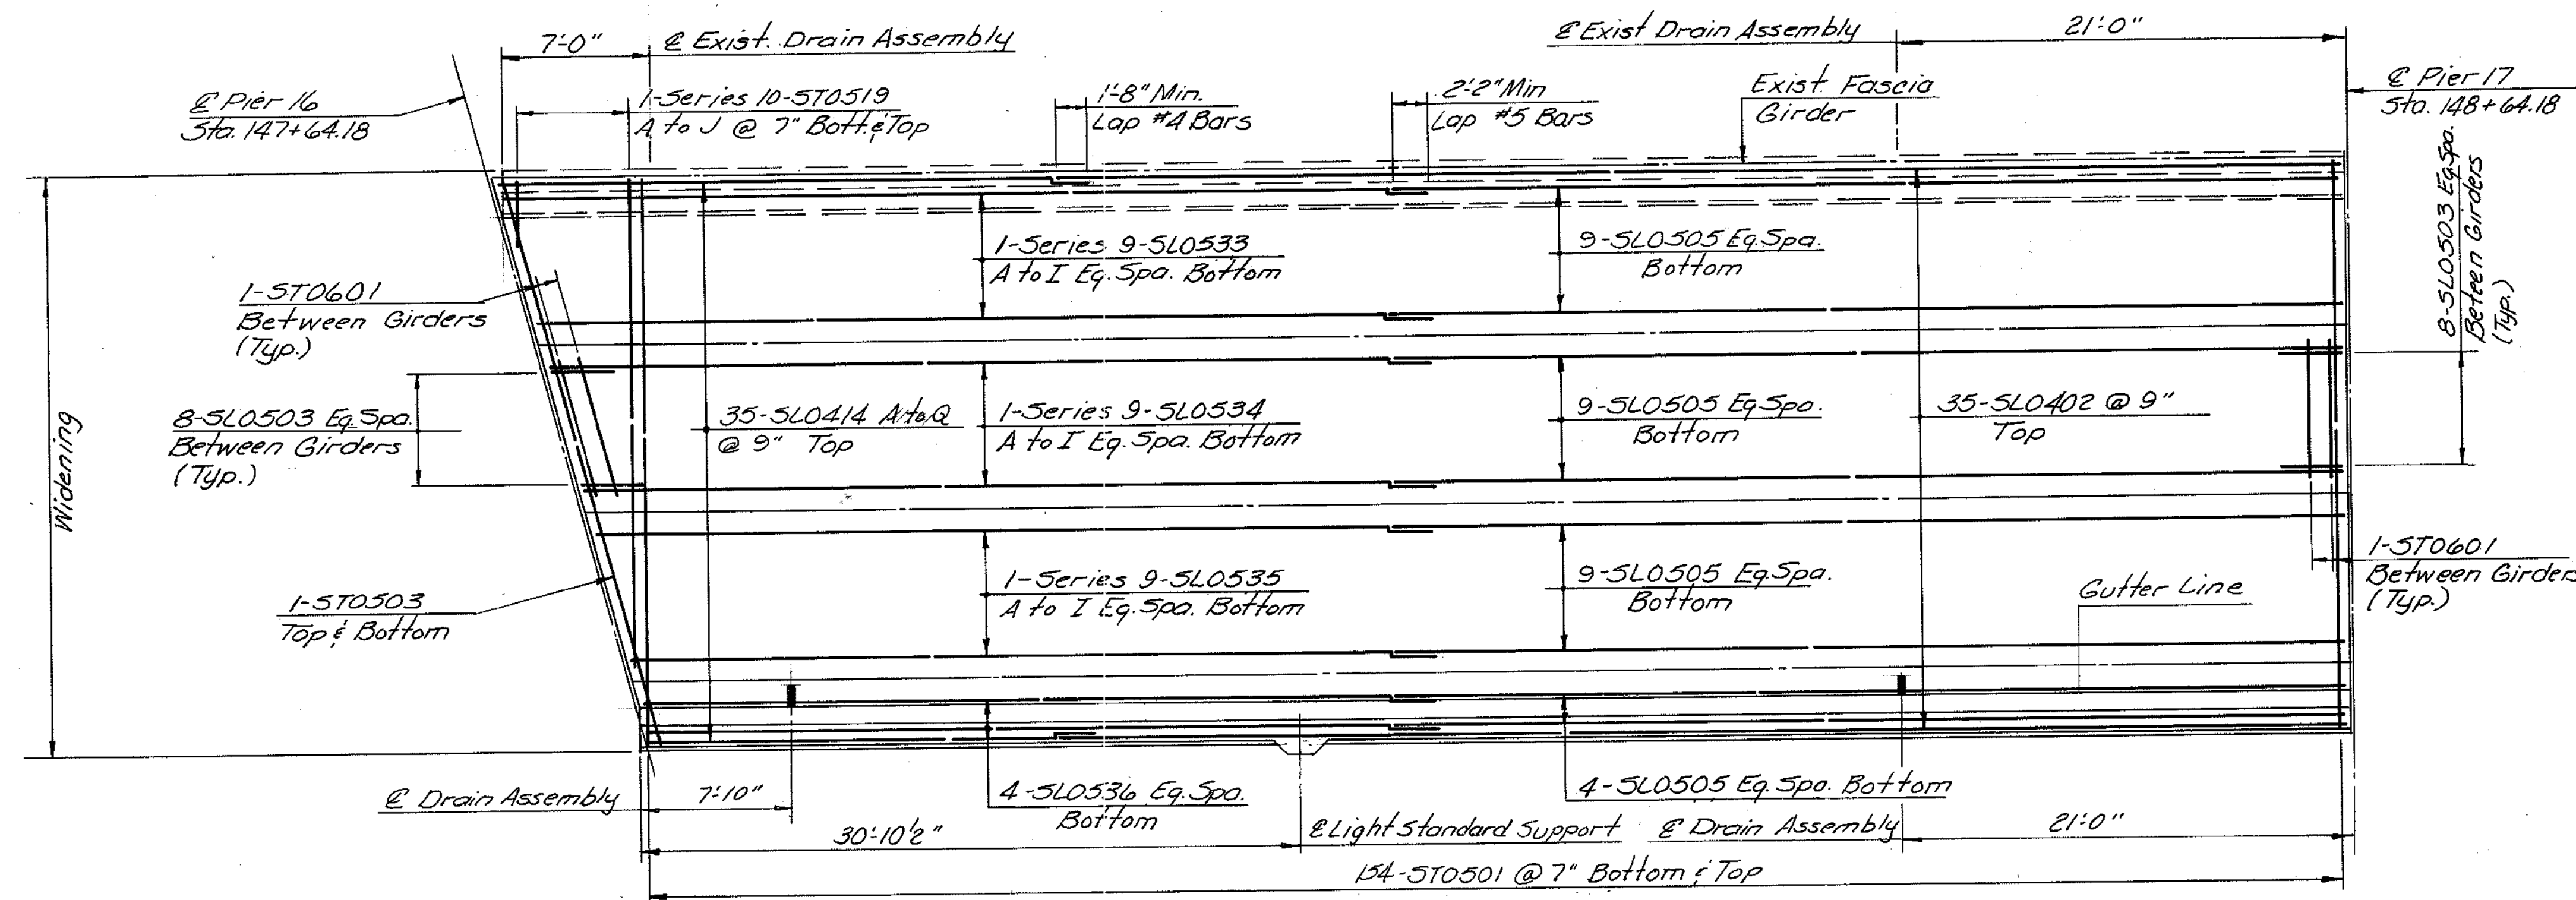 7'-0"
℄ Exist. Drain Assembly
℄ Exist Drain Assembly
21'-0"
℄ Pier 16
Sta. 147+64.18
1-Series 10-ST0519
A to J @ 7" Bott. & Top
1'-8" Min.
Lap #4 Bars
2'-2" Min
Lap #5 Bars
Exist. Fascia
Girder
℄ Pier 17
Sta. 148+64.18
8-SL0503 Eq. Spa.
Beteen Girders
(Typ.)
1-Series 9-SL0533
A to I Eq. Spa. Bottom
9-SL0505 Eq. Spa.
Bottom
1-ST0601
Between Girders
(Typ.)
Widening
8-SL0503 Eq. Spa.
Between Girders
(Typ.)
35-SL0414 A to Q
@ 9" Top
1-Series 9-SL0534
A to I Eq. Spa. Bottom
9-SL0505 Eq. Spa.
Bottom
35-SL0402 @ 9"
Top
1-ST0503
Top & Bottom
1-Series 9-SL0535
A to I Eq. Spa. Bottom
9-SL0505 Eq. Spa.
Bottom
Gutter Line
1-ST0601
Between Girders
(Typ.)
℄ Drain Assembly
7'-10"
4-SL0536 Eq. Spa.
Bottom
4-SL0505 Eq. Spa. Bottom
30'-10 1/2"
℄ Light Standard Support
℄ Drain Assembly
21'-0"
154-ST0501 @ 7" Bottom & Top